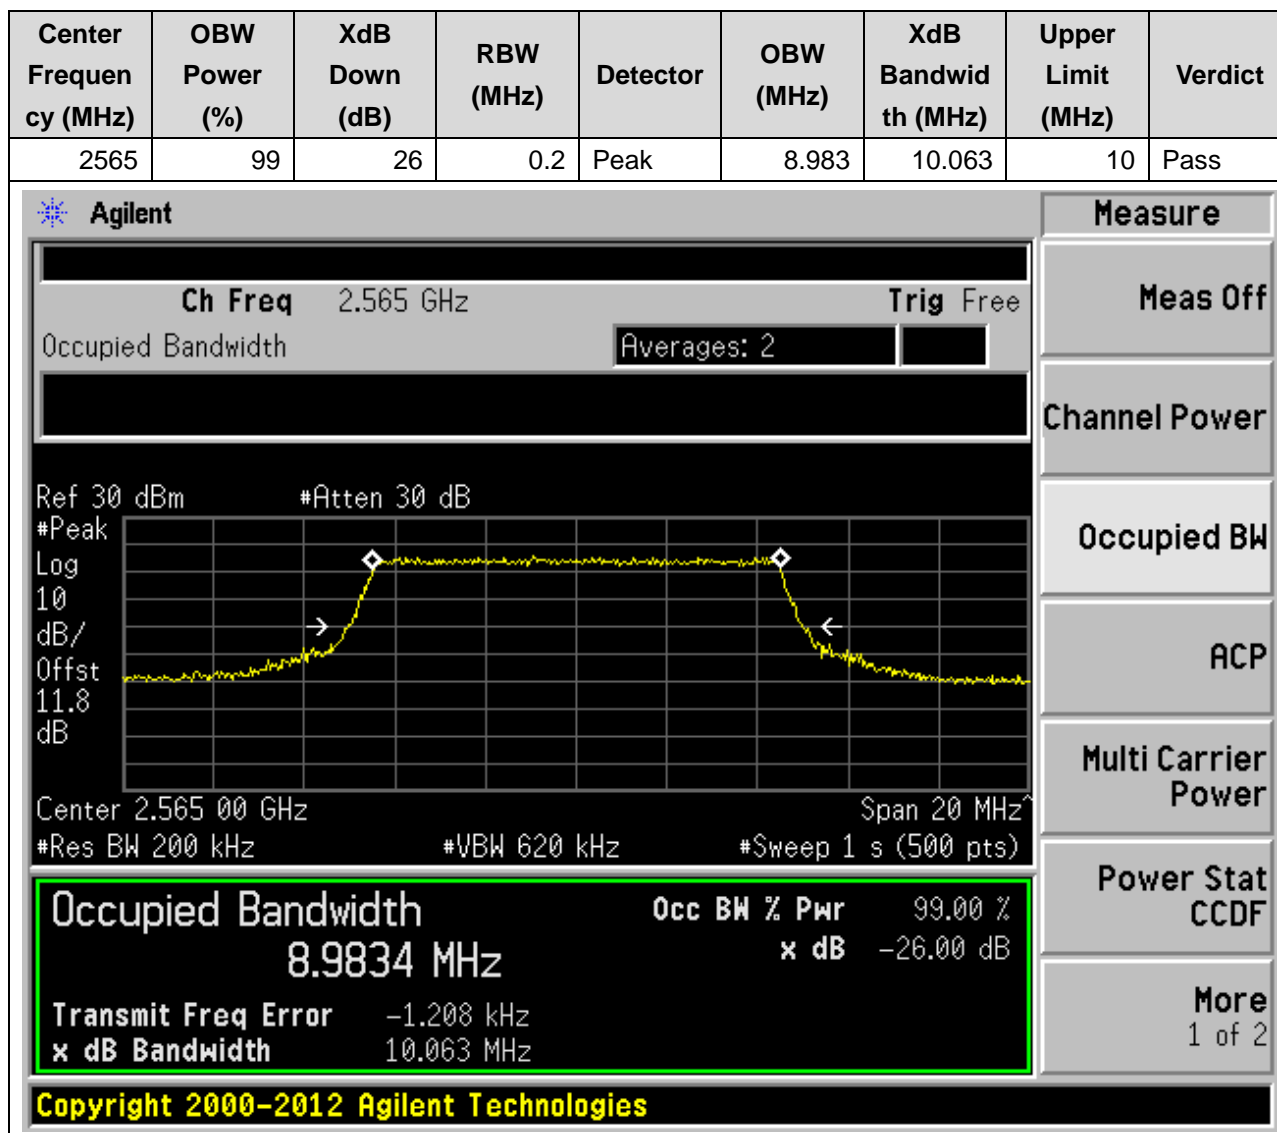 Center Frequen cy (MHz)
OBW Power (%)
XdB Down (dB)
RBW (MHz)
Detector
OBW (MHz)
XdB Bandwid th (MHz)
Upper Limit (MHz)
Verdict
2565 99 26 0.2 Peak 8.983 10.063 10 Pass
Agilent
Measure
Ch Freq 2.565 GHz Trig Free
Meas Off
Occupied Bandwidth Averages: 2
Channel Power
Ref 30 dBm #Atten 30 dB
#Peak
Log
10
dB/
Offst
11.8
dB
Occupied BW
ACP
Multi Carrier
Power
Center 2.565 00 GHz Span 20 MHz^
#Res BW 200 kHz #VBW 620 kHz #Sweep 1 s (500 pts)
Power Stat
CCDF
Occupied Bandwidth
8.9834 MHz
Occ BW % Pwr 99.00 %
x dB -26.00 dB
Transmit Freq Error -1.208 kHz
x dB Bandwidth 10.063 MHz
More
1 of 2
Copyright 2000-2012 Agilent Technologies